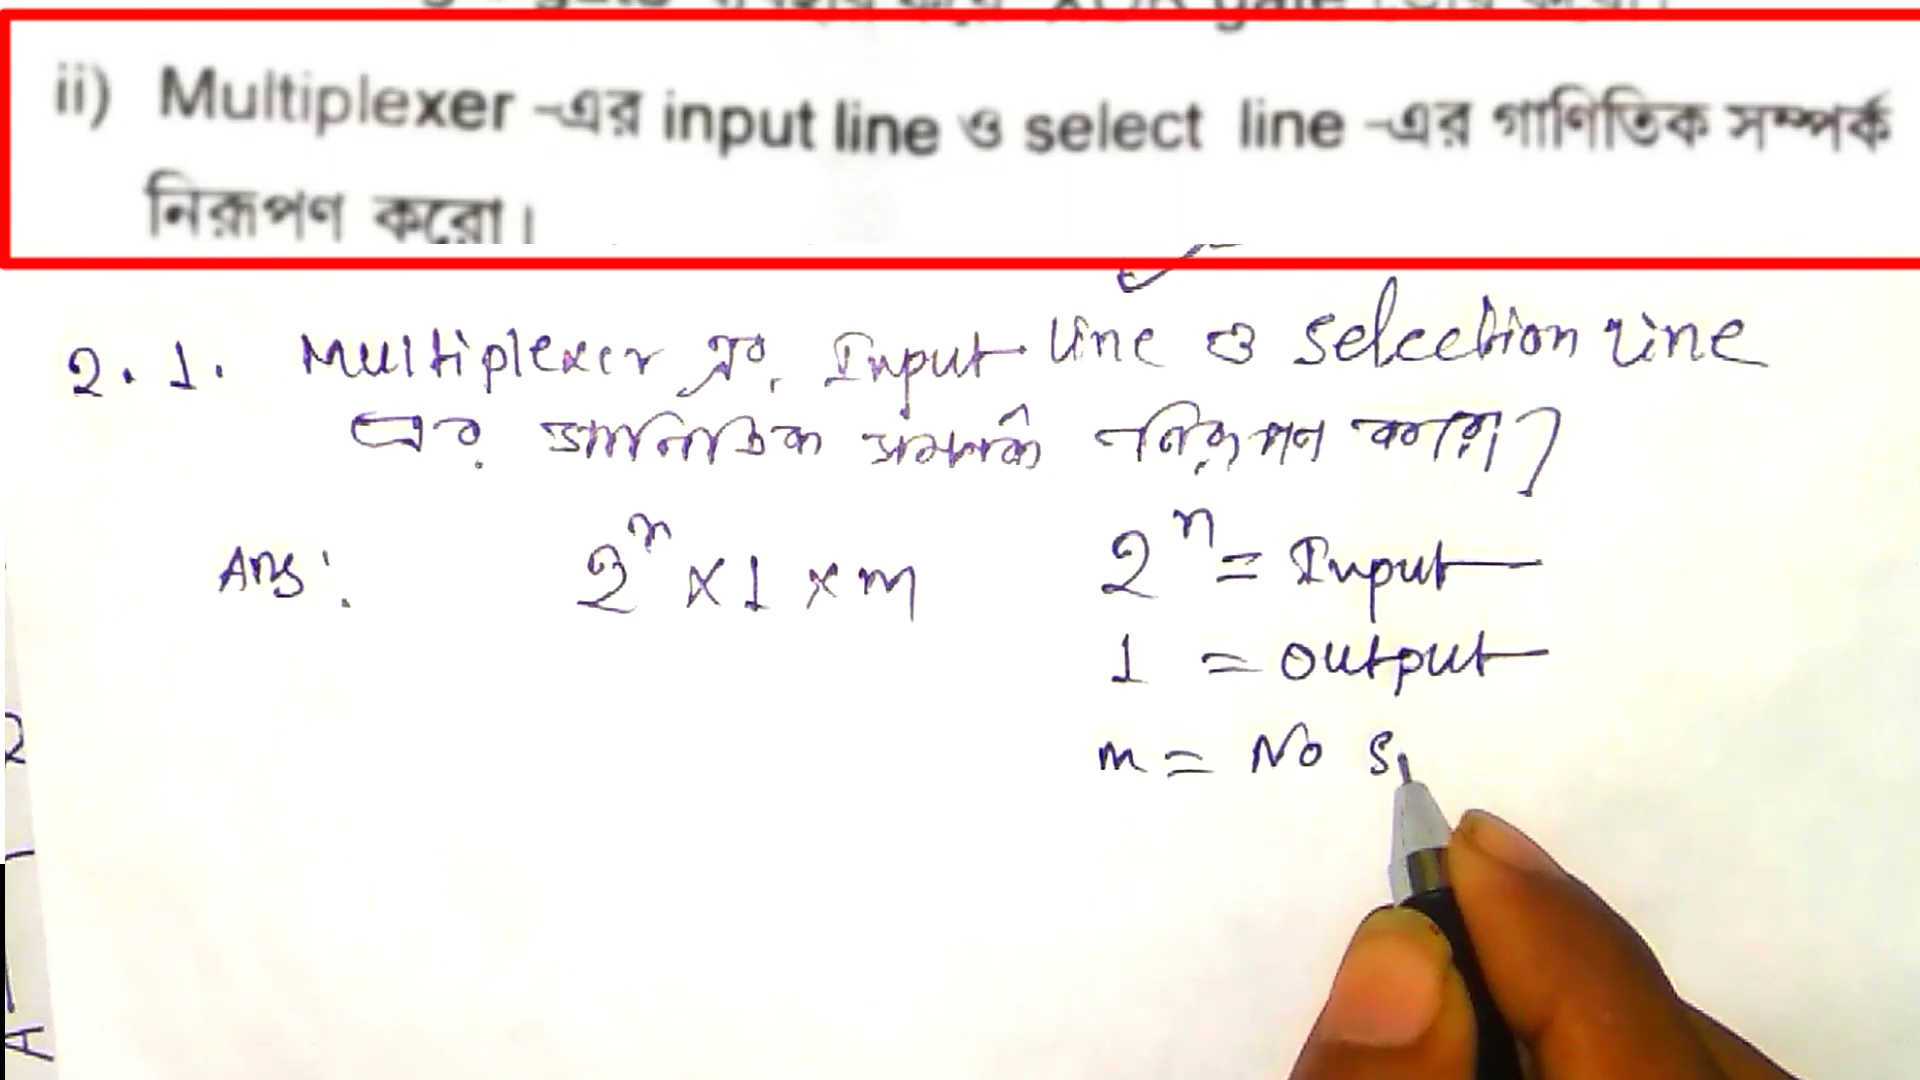 ii) Multiplexer -এর input line ও select line -এর গাণিতিক সম্পর্ক
নিরূপণ করো।
2.1. Multiplexer এর Input line ও Selection line
এর গানিতিক সম্পর্ক নিরূপন করো?
Ans: 2ⁿ × 1 × m
2ⁿ = Input
1 = output
m = No S